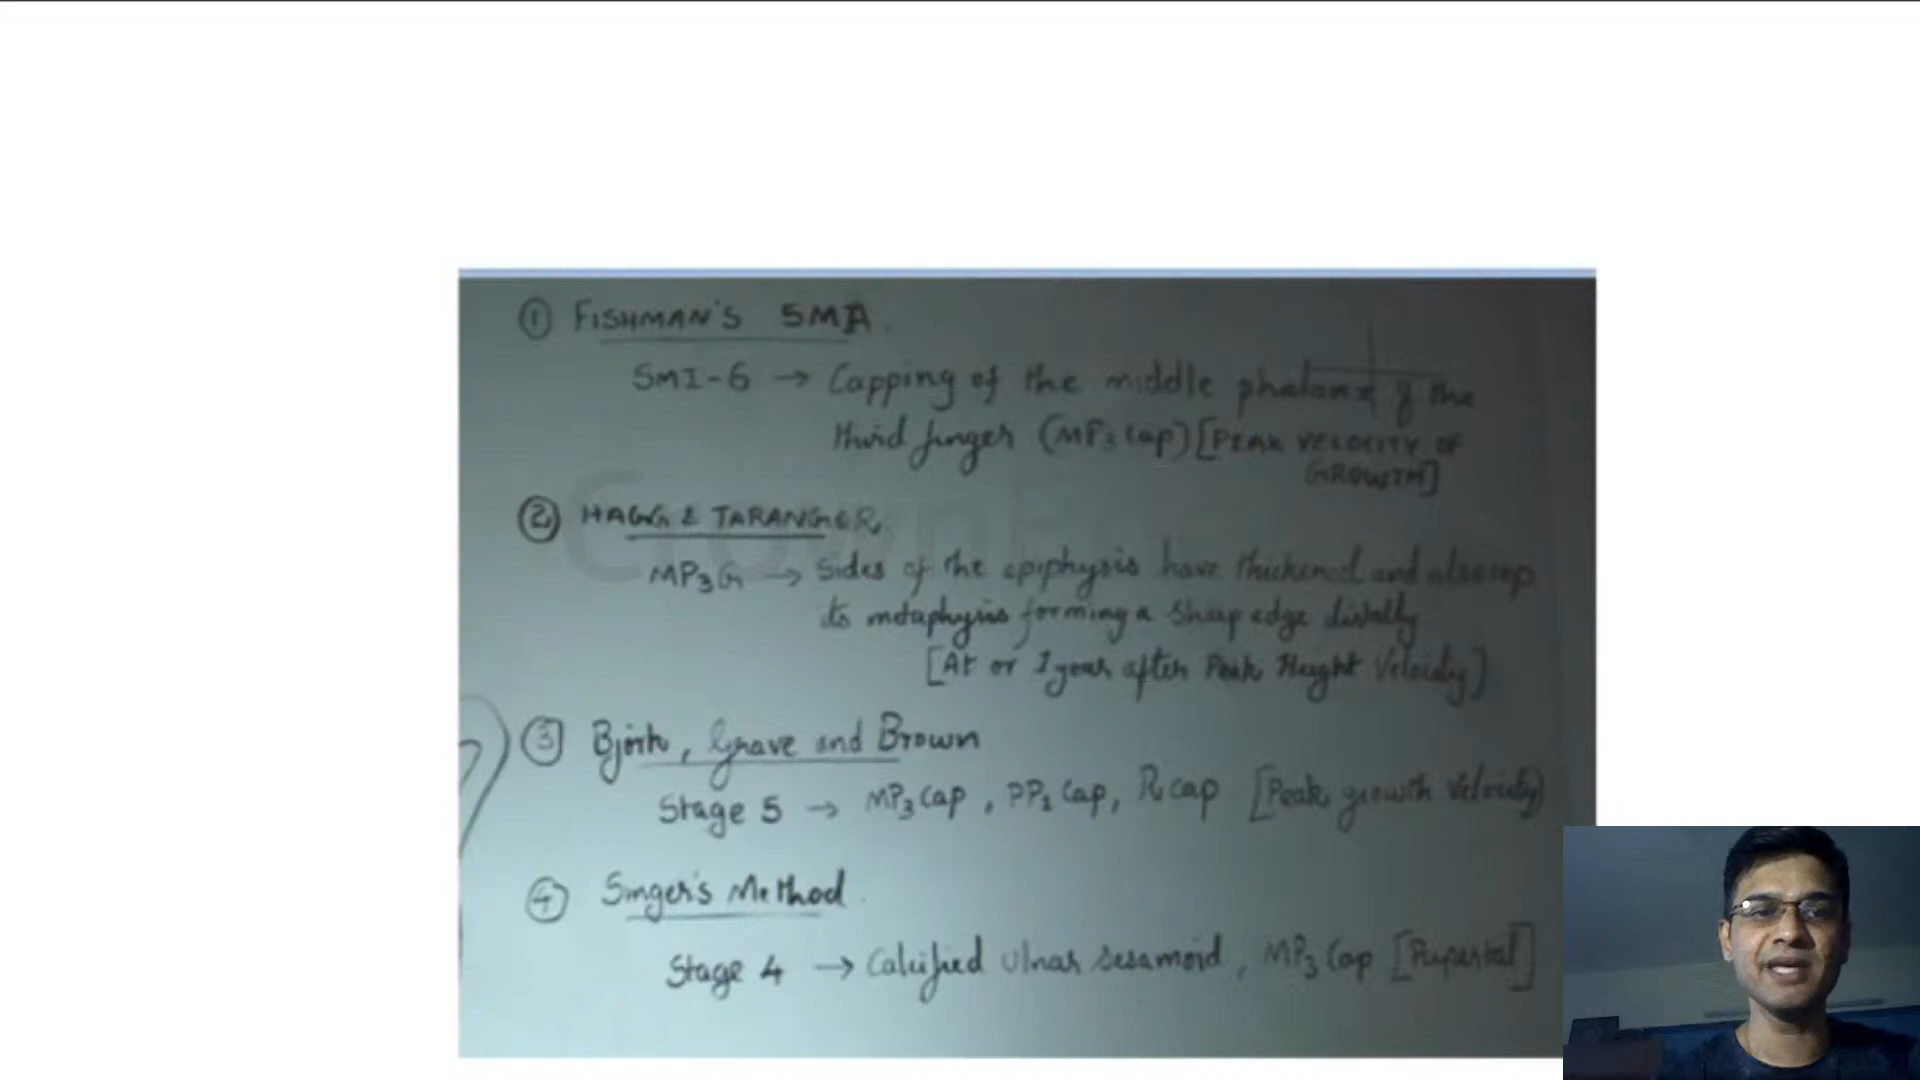 ① FISHMAN'S SMA.
SMI-6 → Capping of the middle phalanx of the
third finger (MP3 cap) [PEAK VELOCITY OF
GROWTH]
② HAGG & TARANGER
MP3G → Sides of the epiphysis have thickened and also cap
its metaphysis forming a sharp edge distally
[At or 1 year after Peak Height Velocity]
③ Bjork, Grave and Brown
Stage 5 → MP3 cap, PP1 Cap, R cap [Peak growth velocity]
④ Singer's Method.
Stage 4 → Calcified ulnar sesamoid, MP3 Cap